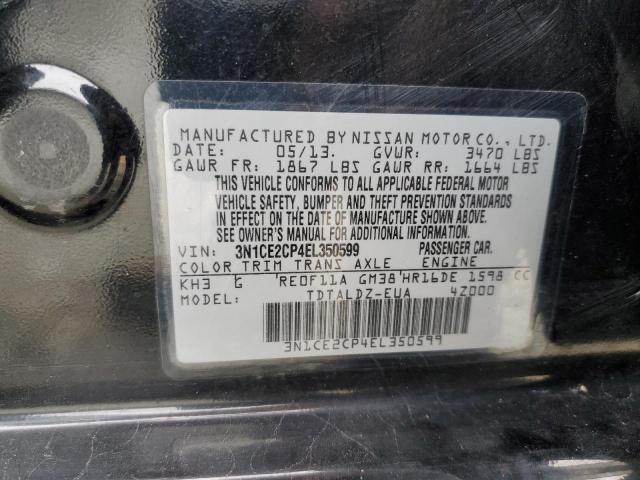 MANUFACTURED BY NISSAN MOTOR CO., LTD.
DATE: 05/13. GVWR: 3470 LBS
GAWR FR: 1867 LBS GAWR RR: 1664 LBS
THIS VEHICLE CONFORMS TO ALL APPLICABLE FEDERAL MOTOR
VEHICLE SAFETY, BUMPER AND THEFT PREVENTION STANDARDS
IN EFFECT ON THE DATE OF MANUFACTURE SHOWN ABOVE.
SEE OWNER'S MANUAL FOR ADDITIONAL INFORMATION.
VIN: 3N1CE2CP4EL350599 PASSENGER CAR.
COLOR TRIM TRANS AXLE ENGINE
KH3 G RE0F11A GM38 HR16DE 1598 CC
MODEL: TDTALDZ-EUA 4Z000
3N1CE2CP4EL350599